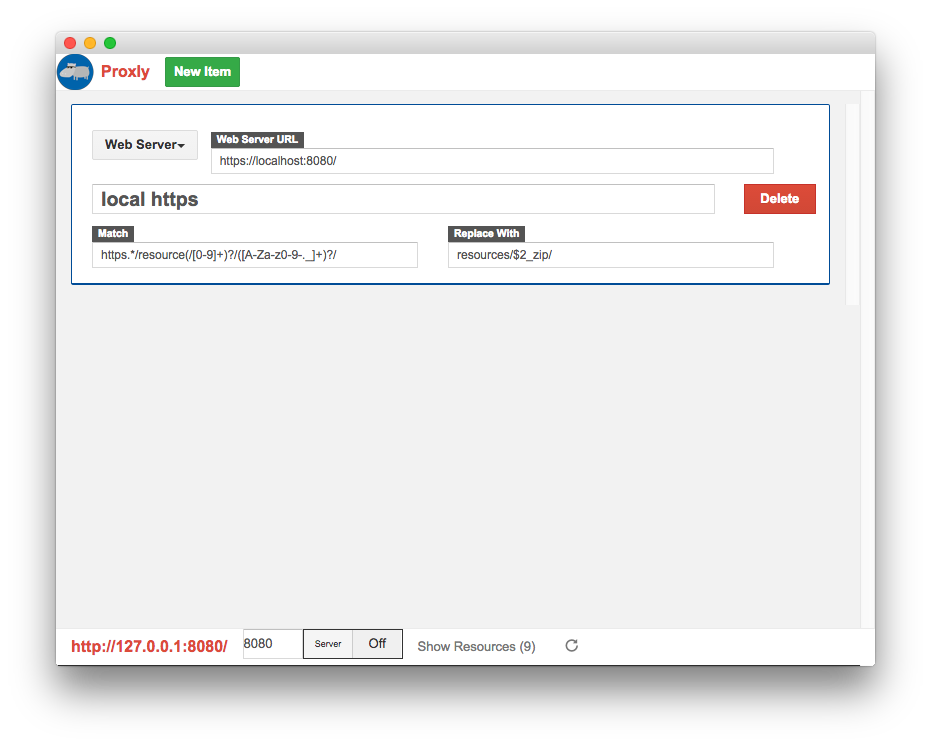 Proxly
New Item
Web Server
Web Server URL
https://localhost:8080/
local https
Delete
Match
Replace With
https.*/resource(/[0-9]+)?/([A-Za-z0-9-._]+)?/
resources/$2_zip/
http://127.0.0.1:8080/
8080
Server
Off
Show Resources (9)